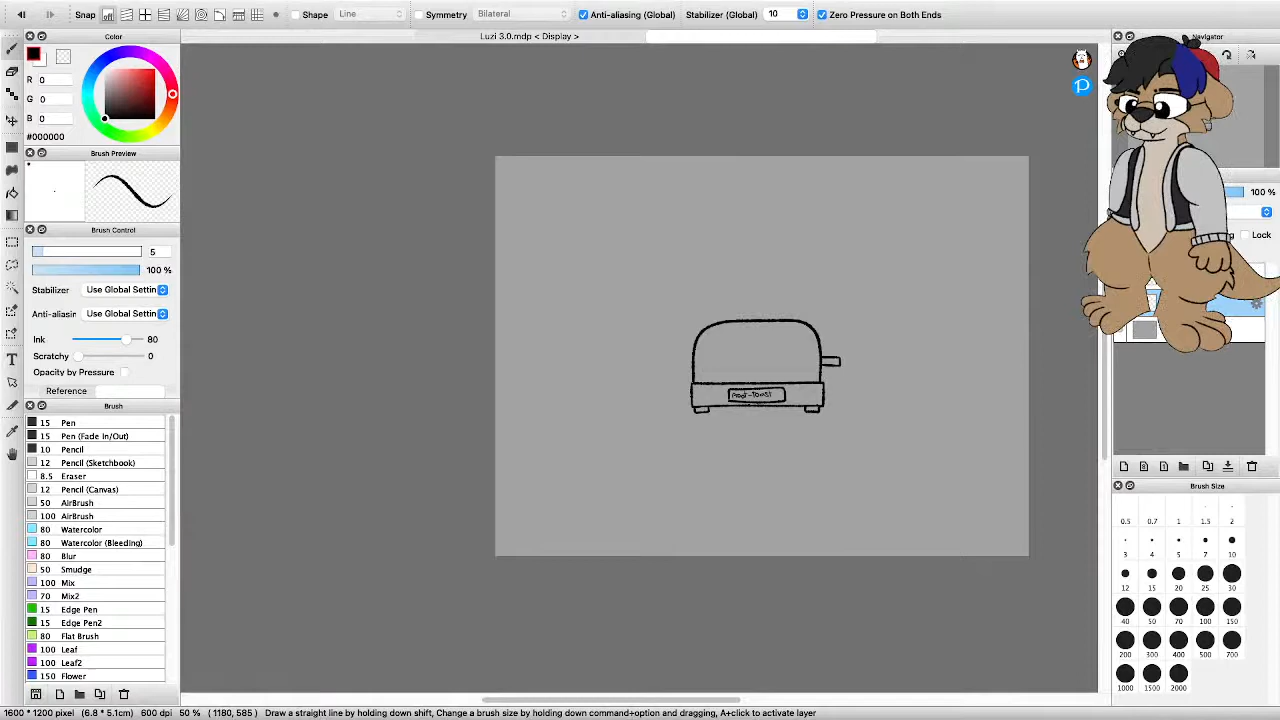 Snap
Shape
Line
Symmetry
Bilateral
Anti-aliasing (Global)
Stabilizer (Global)
10
Zero Pressure on Both Ends
Color
Luzi 3.0.mdp < Display >
Navigator
R
0
G
0
B
0
#000000
Brush Preview
Brush Control
5
100 %
Stabilizer
Use Global Settin
Anti-aliasin
Use Global Settin
Ink
80
Scratchy
0
Opacity by Pressure
Reference
Brush
15 Pen
15 Pen (Fade In/Out)
10 Pencil
12 Pencil (Sketchbook)
8.5 Eraser
12 Pencil (Canvas)
50 AirBrush
100 AirBrush
80 Watercolor
80 Watercolor (Bleeding)
80 Blur
50 Smudge
100 Mix
70 Mix2
15 Edge Pen
15 Edge Pen2
80 Flat Brush
100 Leaf
100 Leaf2
150 Flower
100 %
Lock
Brush Size
0.5 0.7 1 1.5 2
3 4 5 7 10
12 15 20 25 30
40 50 70 100 150
200 300 400 500 700
1000 1500 2000
1600 * 1200 pixel (6.8 * 5.1cm) 600 dpi 50 % (1180, 585) Draw a straight line by holding down shift, Change a brush size by holding down command+option and dragging, A+click to activate layer